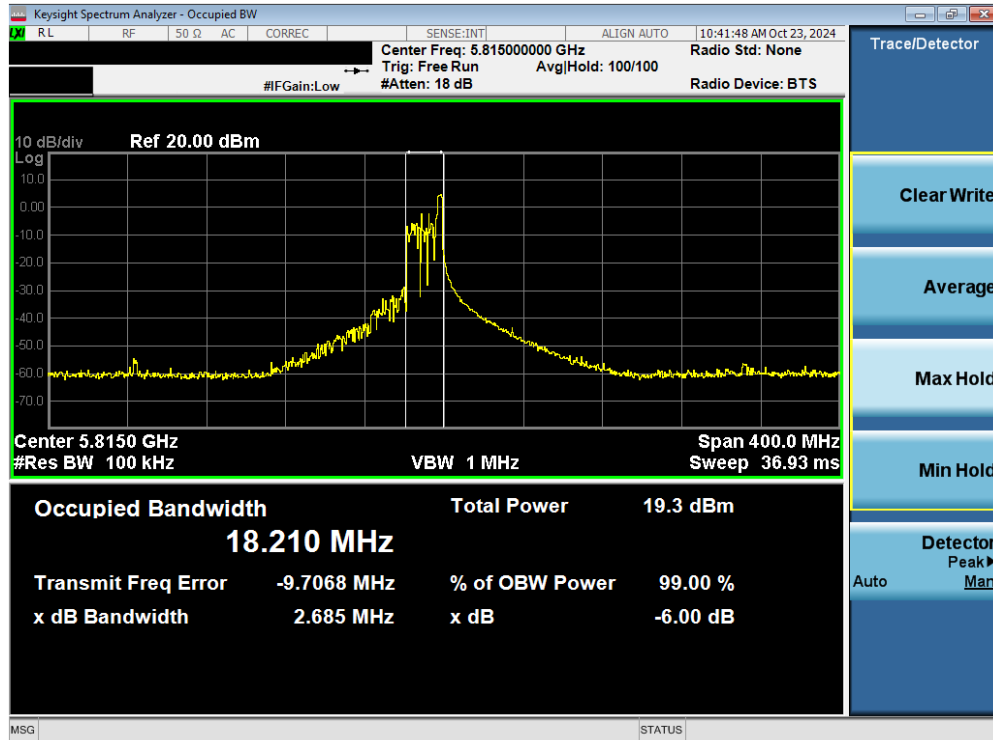 Keysight Spectrum Analyzer - Occupied BW
LXI RL RF 50 Ω AC CORREC SENSE:INT ALIGN AUTO 10:41:48 AM Oct 23, 2024
Center Freq: 5.815000000 GHz Radio Std: None
Trig: Free Run Avg|Hold: 100/100
#IFGain:Low #Atten: 18 dB Radio Device: BTS
10 dB/div Ref 20.00 dBm
Log
10.0
0.00
-10.0
-20.0
-30.0
-40.0
-50.0
-60.0
-70.0
Center 5.8150 GHz Span 400.0 MHz
#Res BW 100 kHz VBW 1 MHz Sweep 36.93 ms
Occupied Bandwidth Total Power 19.3 dBm
18.210 MHz
Transmit Freq Error -9.7068 MHz % of OBW Power 99.00 %
x dB Bandwidth 2.685 MHz x dB -6.00 dB
MSG STATUS
Trace/Detector
Clear Write
Average
Max Hold
Min Hold
Detector
Peak▶
Auto Man